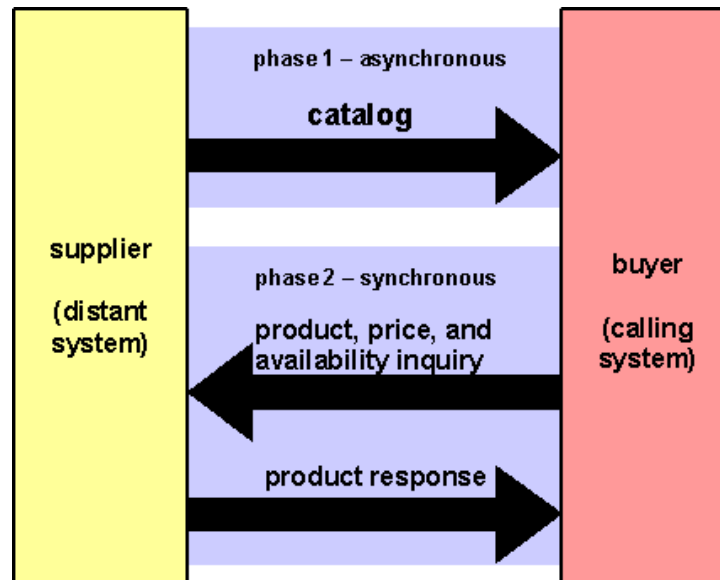 phase 1 – asynchronous
catalog
supplier
(distant
system)
buyer
(calling
system)
phase 2 – synchronous
product, price, and
availability inquiry
product response